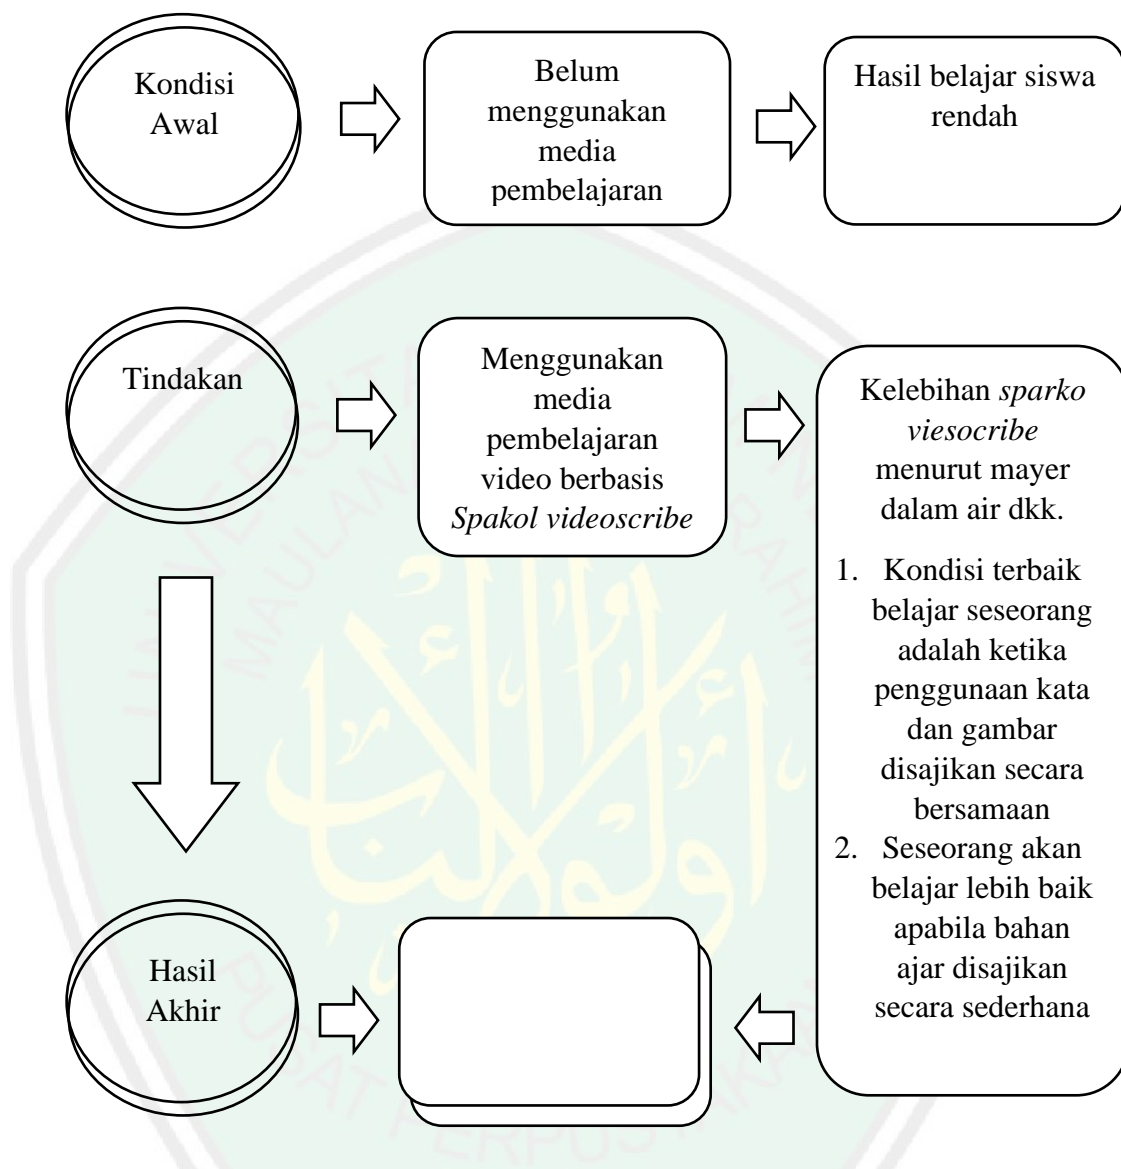 Kondisi
Awal
Belum
menggunakan
media
pembelajaran
Hasil belajar siswa
rendah
Tindakan
Menggunakan
media
pembelajaran
video berbasis
Spakol videoscribe
Kelebihan sparko
viesocribe
menurut mayer
dalam air dkk.
1. Kondisi terbaik
belajar seseorang
adalah ketika
penggunaan kata
dan gambar
disajikan secara
bersamaan
2. Seseorang akan
belajar lebih baik
apabila bahan
ajar disajikan
secara sederhana
Hasil
Akhir